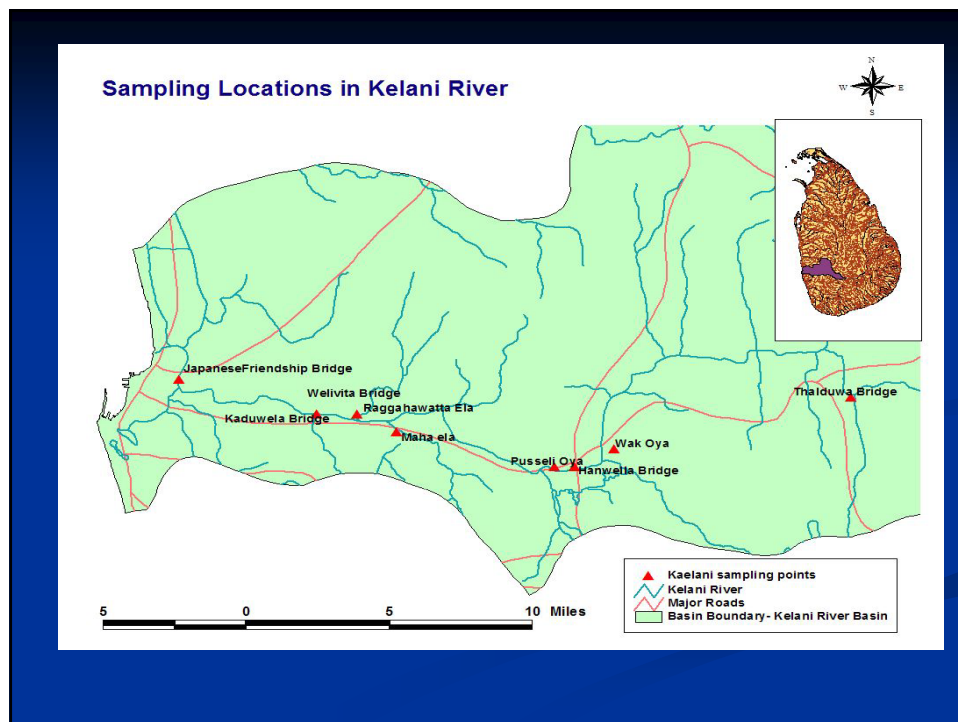 Sampling Locations in Kelani River
N
W E
S
JapaneseFriendship Bridge
Welivita Bridge
Raggahawatta Ela
Kaduwela Bridge
Maha ela
Thalduwa Bridge
Wak Oya
Pusseli Oya
Hanwella Bridge
Kaelani sampling points
Kelani River
Major Roads
Basin Boundary- Kelani River Basin
5 0 5 10 Miles